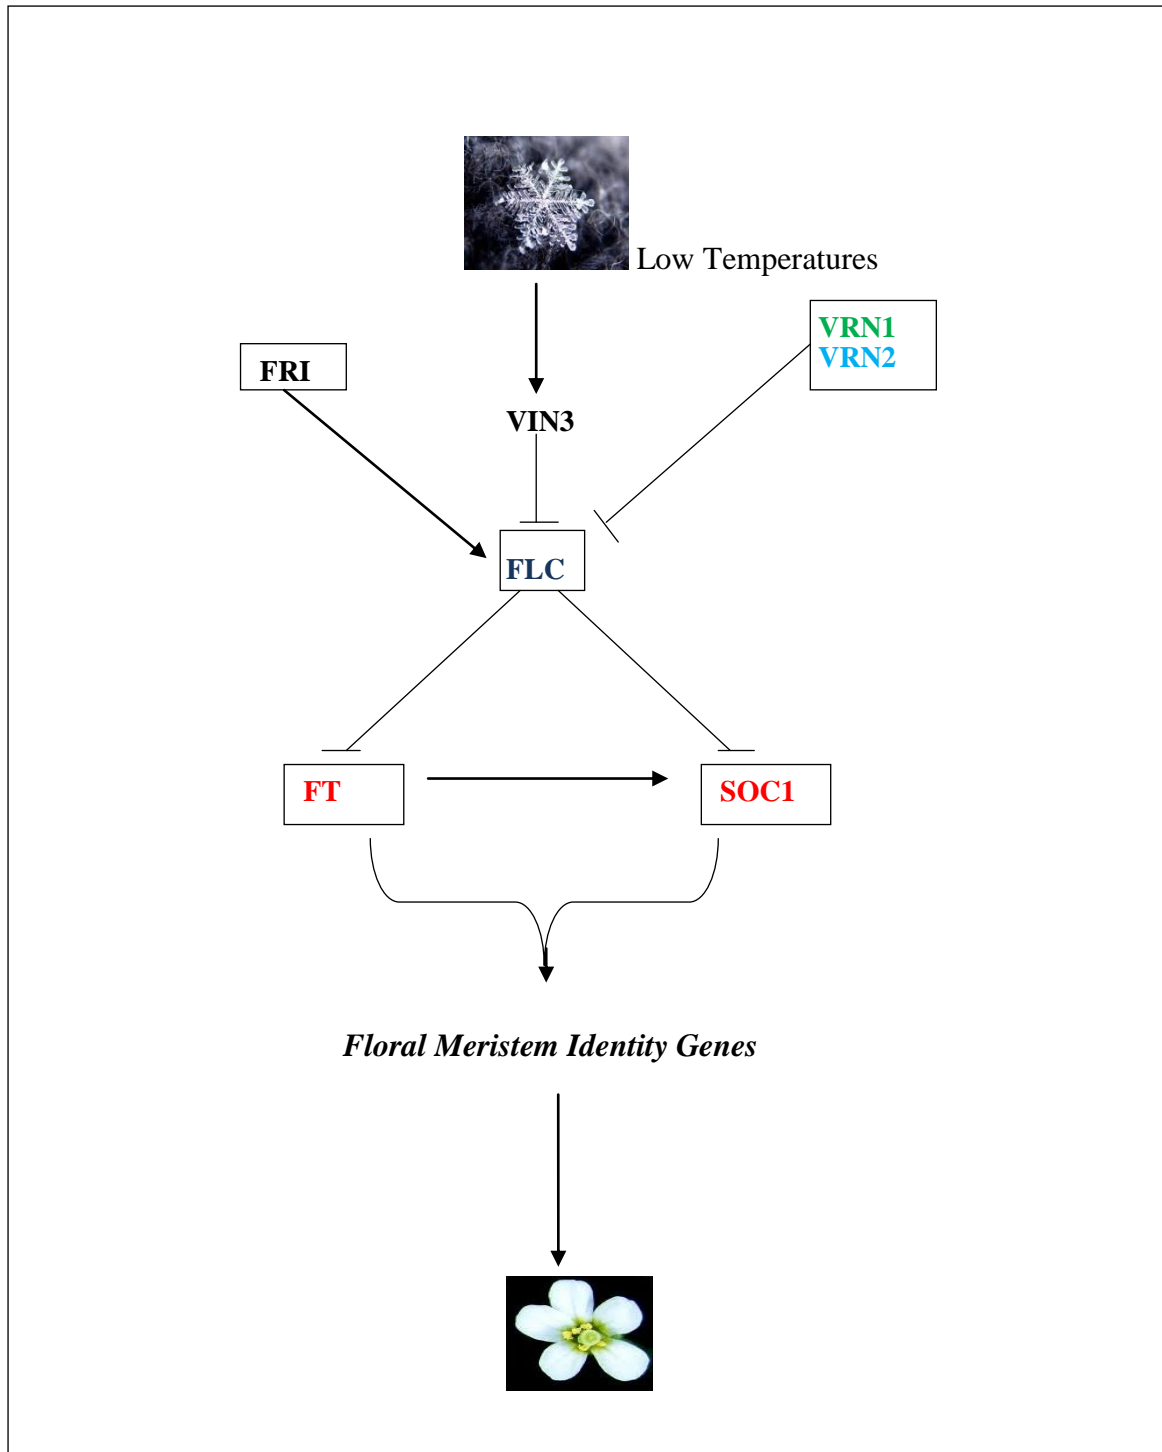 Low Temperatures
VRN1
VRN2
FRI
VIN3
FLC
FT
SOC1
Floral Meristem Identity Genes